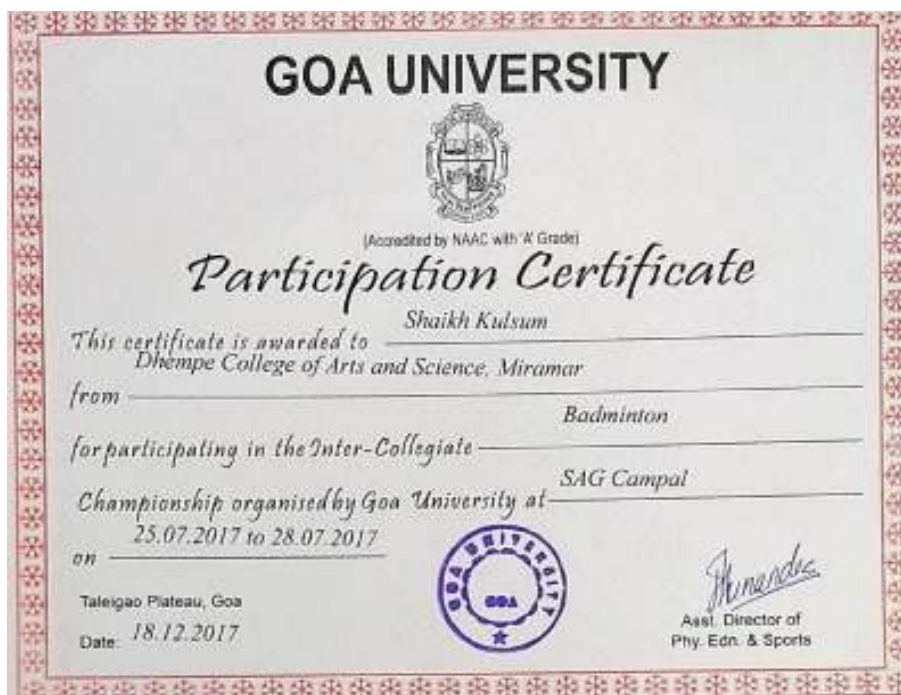 GOA UNIVERSITY
(Accredited by NAAC with 'A' Grade)
Participation Certificate
Shaikh Kulsum
This certificate is awarded to
Dhempe College of Arts and Science, Miramar
from
Badminton
for participating in the Inter-Collegiate
SAG Campal
Championship organised by Goa University at
25.07.2017 to 28.07.2017
on
GOA UNIVERSITY
GOA
Taleigao Plateau, Goa
Date: 18.12.2017
Asst. Director of
Phy. Edn. & Sports